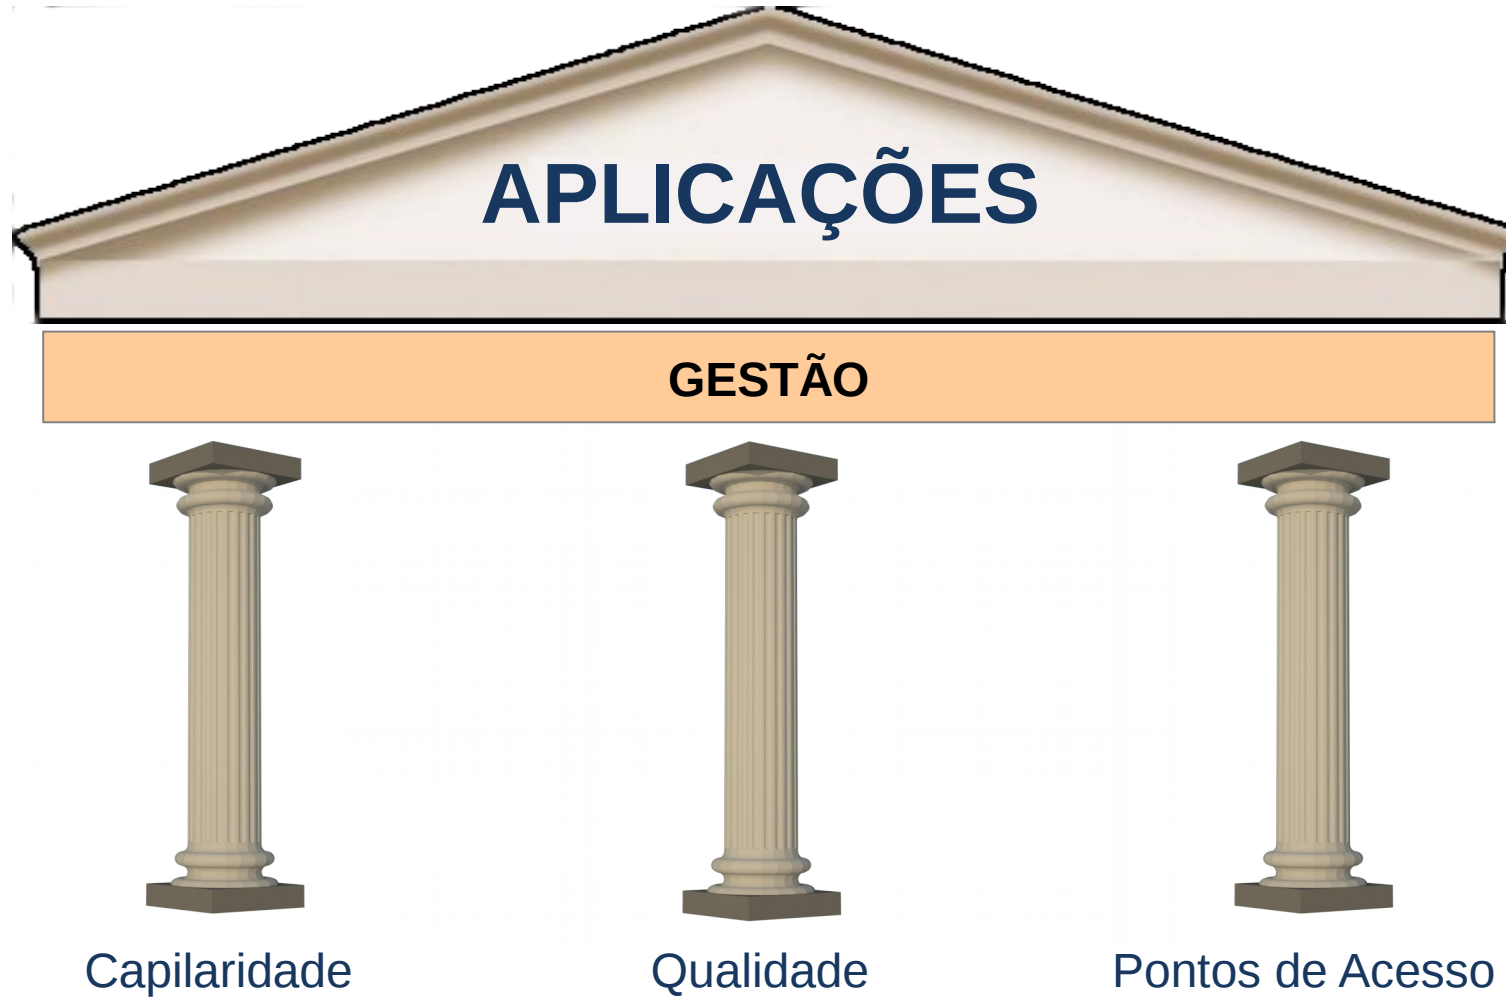 APLICAÇÕES
GESTÃO
Capilaridade
Qualidade
Pontos de Acesso